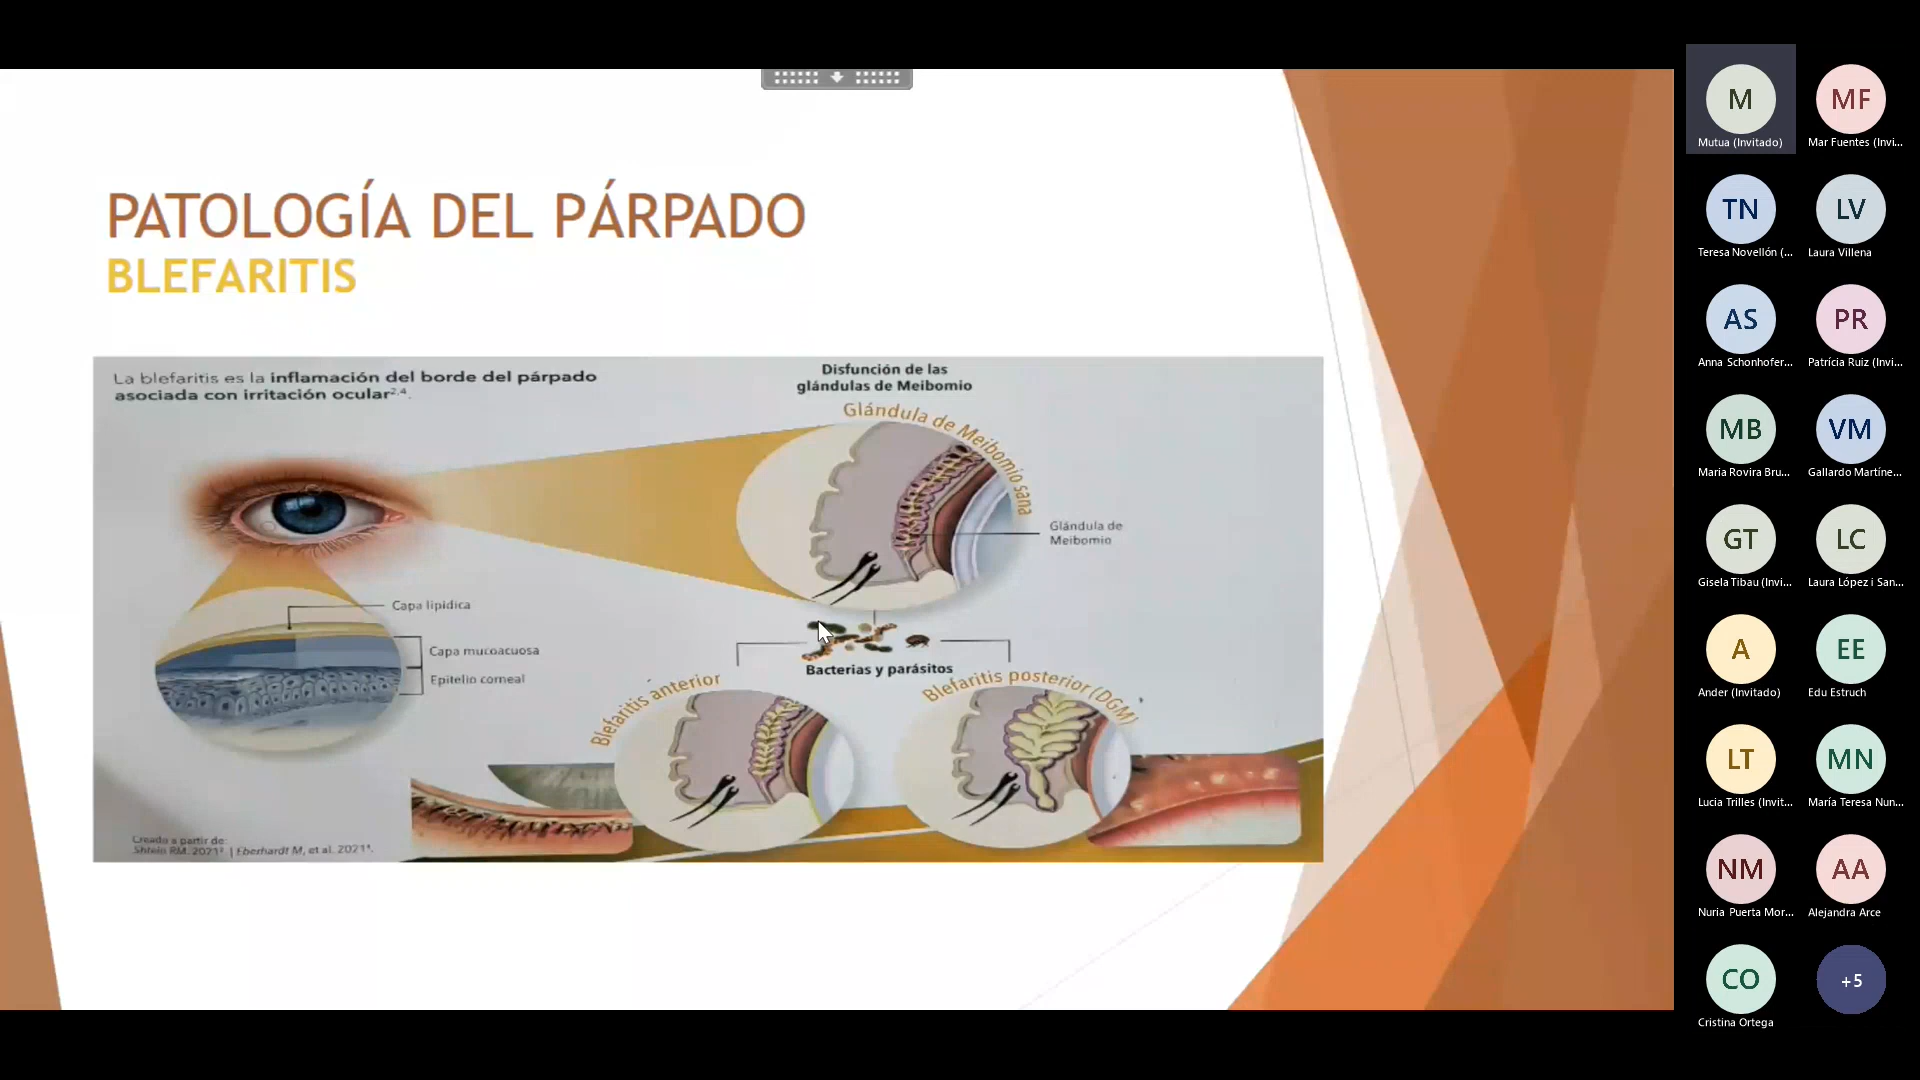 PATOLOGÍA DEL PÁRPADO
BLEFARITIS
La blefaritis es la inflamación del borde del párpado
asociada con irritación ocular2,4.
Disfunción de las
glándulas de Meibomio
Glándula de Meibomio sana
Glándula de
Meibomio
Capa lipídica
Capa mucoacuosa
Epitelio corneal
Bacterias y parásitos
Blefaritis anterior
Blefaritis posterior (DGM)
Creado a partir de:
RM. 2021 | Eberhardt M, et al. 2021⁴.
M
Mutua (Invitado)
MF
Mar Fuentes (Invi...
TN
Teresa Novellón (...
LV
Laura Villena
AS
Anna Schonhofer...
PR
Patrícia Ruiz (Invi...
MB
Maria Rovira Bru...
VM
Gallardo Martíne...
GT
Gisela Tibau (Invi...
LC
Laura López i San...
A
Ander (Invitado)
EE
Edu Estruch
LT
Lucia Trilles (Invit...
MN
María Teresa Nun...
NM
Nuria Puerta Mor...
AA
Alejandra Arce
CO
Cristina Ortega
+5